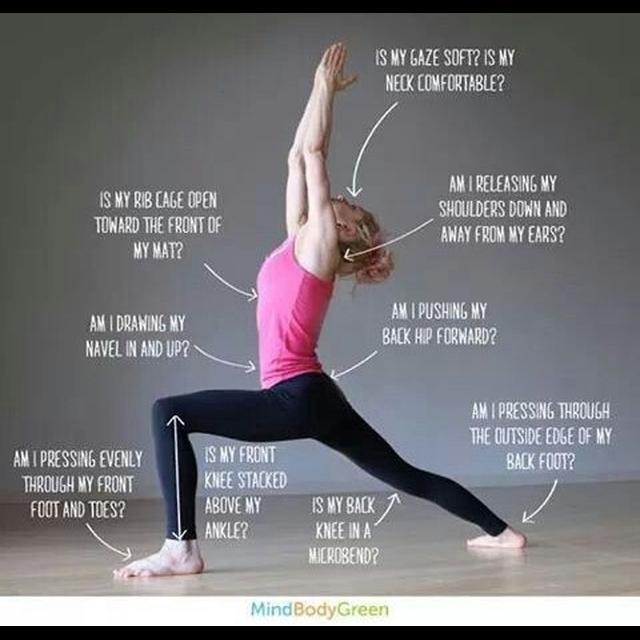 IS MY GAZE SOFT? IS MY
NECK COMFORTABLE?
AM I RELEASING MY
SHOULDERS DOWN AND
AWAY FROM MY EARS?
IS MY RIB CAGE OPEN
TOWARD THE FRONT OF
MY MAT?
AM I DRAWING MY
NAVEL IN AND UP?
AM I PUSHING MY
BACK HIP FORWARD?
AM I PRESSING THROUGH
THE OUTSIDE EDGE OF MY
BACK FOOT?
AM I PRESSING EVENLY
THROUGH MY FRONT
FOOT AND TOES?
IS MY FRONT
KNEE STACKED
ABOVE MY
ANKLE?
IS MY BACK
KNEE IN A
MICROBEND?
MindBodyGreen